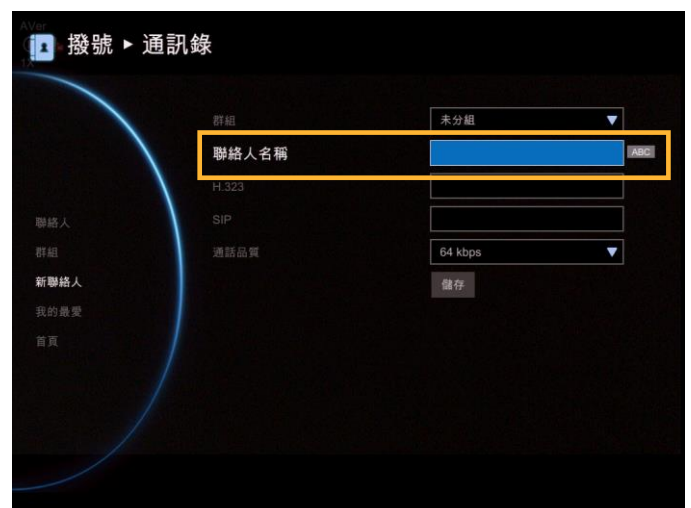 AVer
1X
撥號 ▸ 通訊錄
群組 未分組 ▼
聯絡人名稱 ABC
H.323
聯絡人 SIP
群組 通話品質 64 kbps ▼
新聯絡人 儲存
我的最愛
首頁